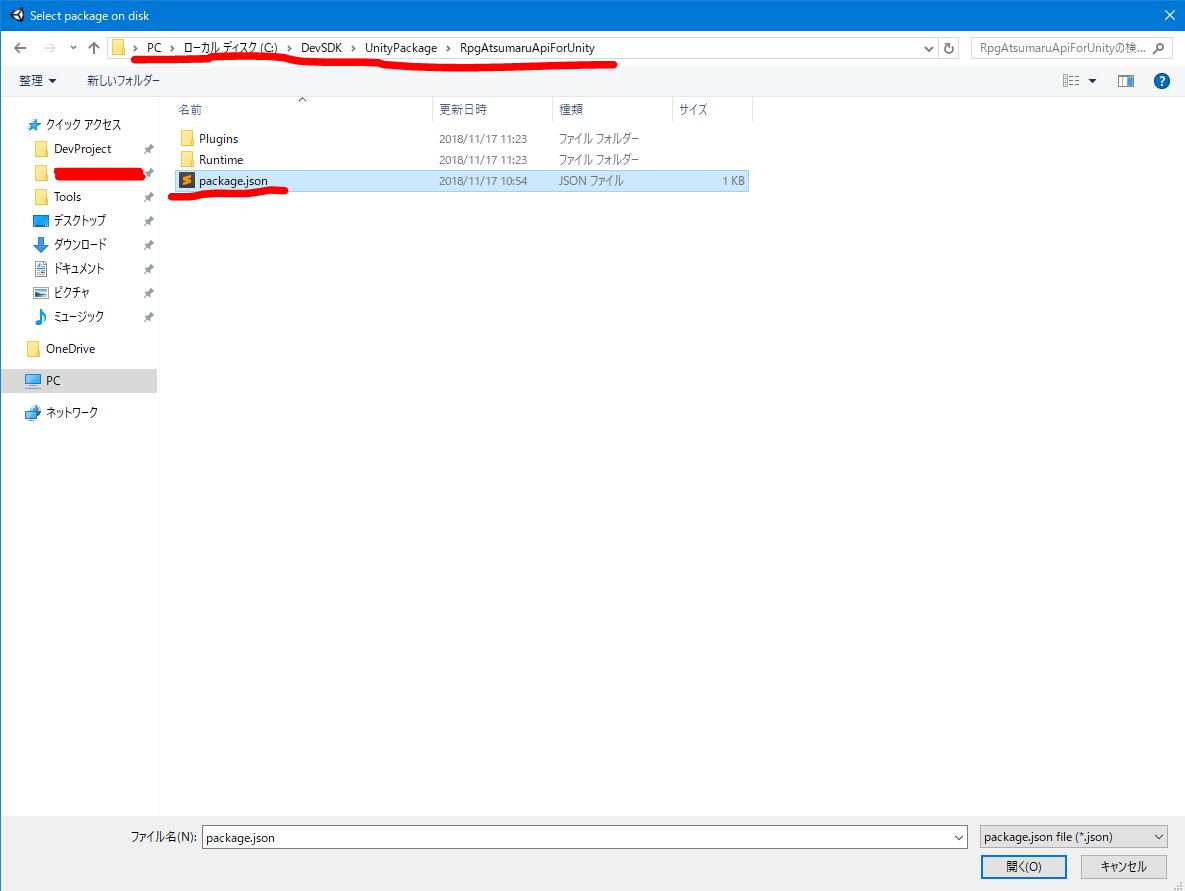 Select package on disk
PC > ローカル ディスク (C:) > DevSDK > UnityPackage > RpgAtsumaruApiForUnity
RpgAtsumaruApiForUnityの検...
整理 新しいフォルダー
名前 更新日時 種類 サイズ
クイック アクセス
DevProject
Tools
デスクトップ
ダウンロード
ドキュメント
ピクチャ
ミュージック
OneDrive
PC
ネットワーク
Plugins 2018/11/17 11:23 ファイル フォルダー
Runtime 2018/11/17 11:23 ファイル フォルダー
package.json 2018/11/17 10:54 JSON ファイル 1 KB
ファイル名(N): package.json package.json file (*.json)
開く(O) キャンセル